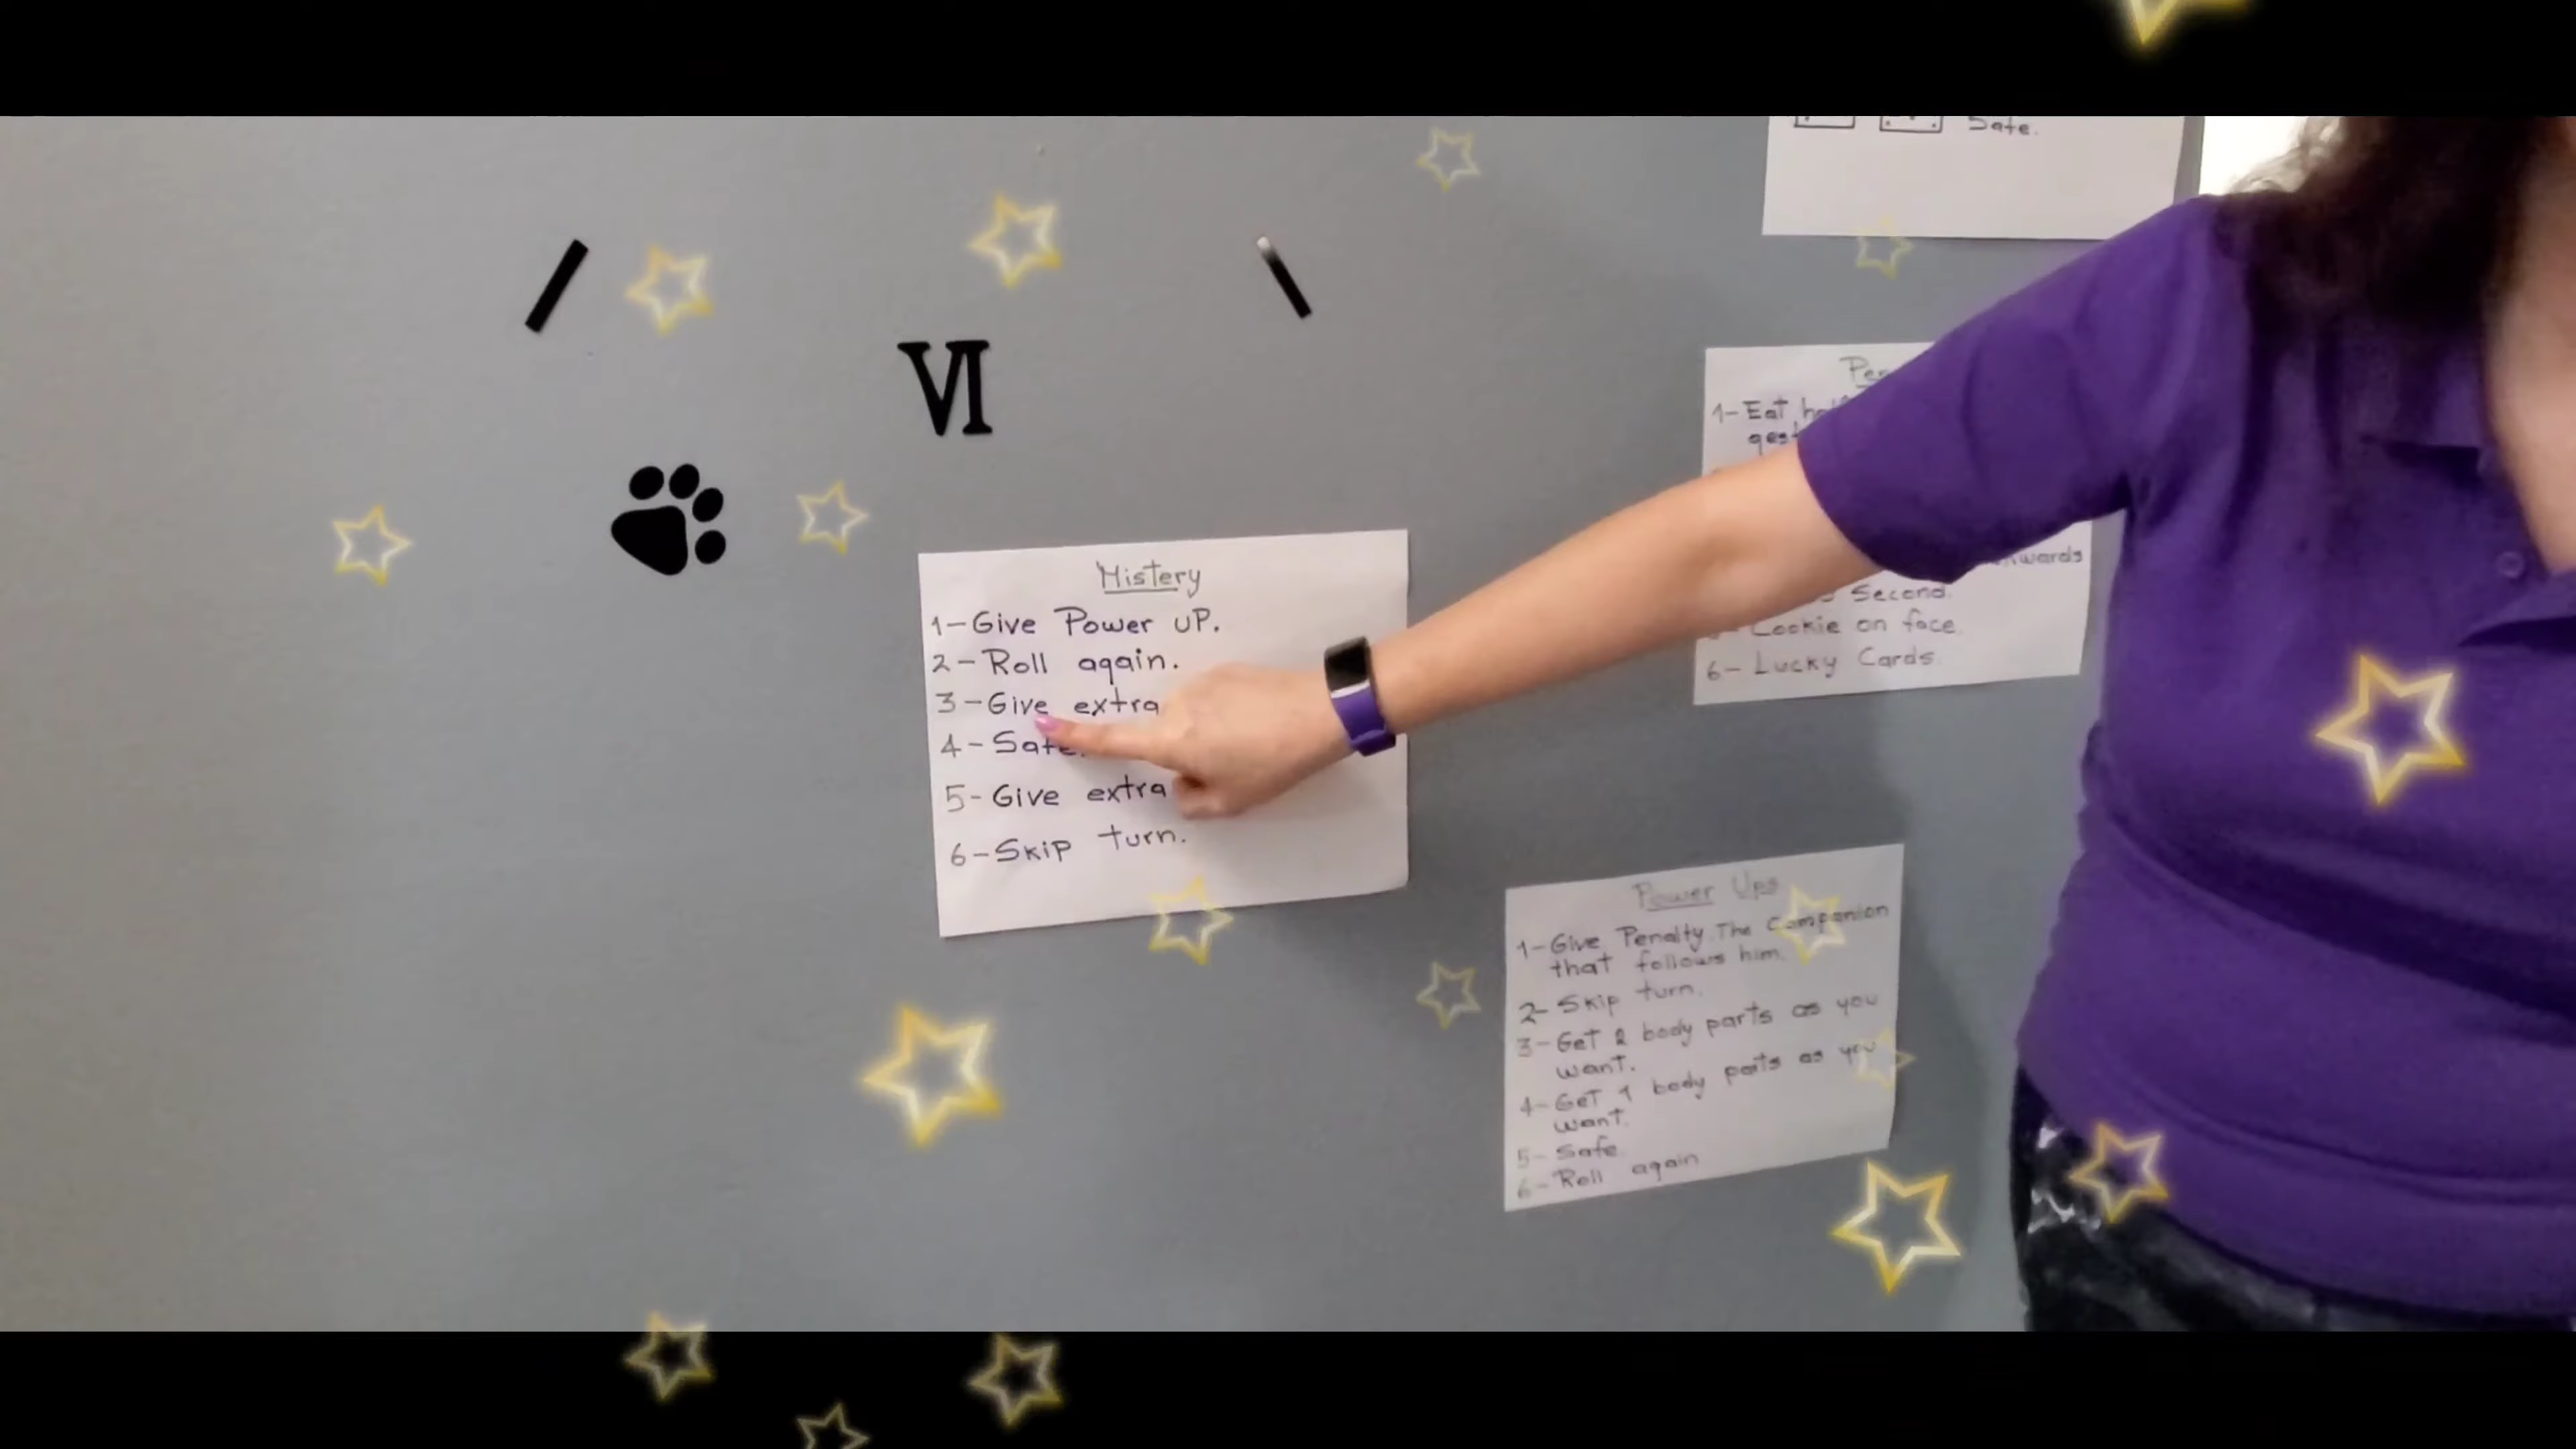 Safe.
VI
Mistery
1-Give Power UP.
2-Roll again.
3-Give extra
4-Safe.
5-Give extra
6-Skip turn.
1-Eat
Second.
Cookie on face.
6-Lucky Cards.
Power Ups
1-Give Penalty The Companion
that follows him.
2-Skip turn.
3-Get 2 body parts as you
want.
4-Get 1 body parts as you
want.
5-Safe.
6-Roll again